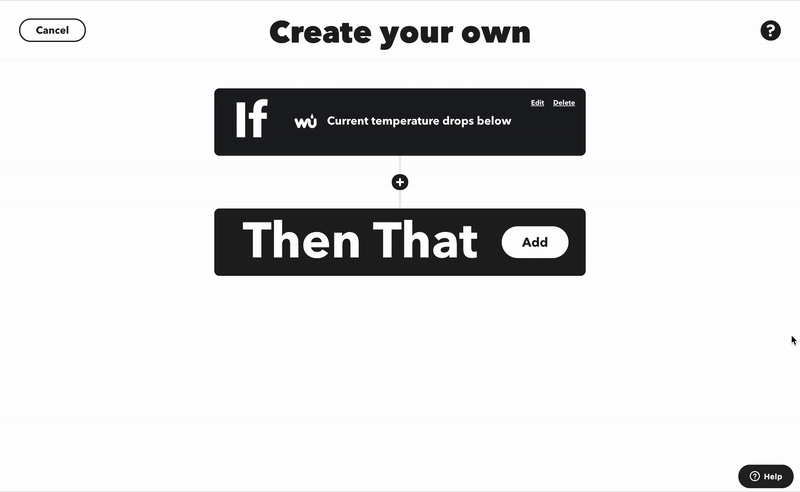 Cancel
Create your own
?
If
wu
Current temperature drops below
Edit
Delete
+
Then That
Add
? Help